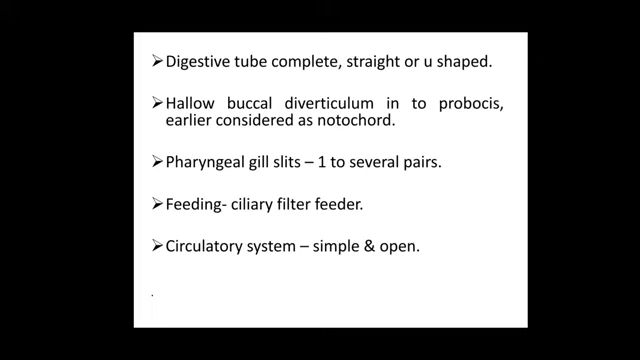 ➢Digestive tube complete, straight or u shaped.
➢Hallow buccal diverticulum in to probocis,
earlier considered as notochord.
➢Pharyngeal gill slits – 1 to several pairs.
➢Feeding- ciliary filter feeder.
➢Circulatory system – simple & open.
.